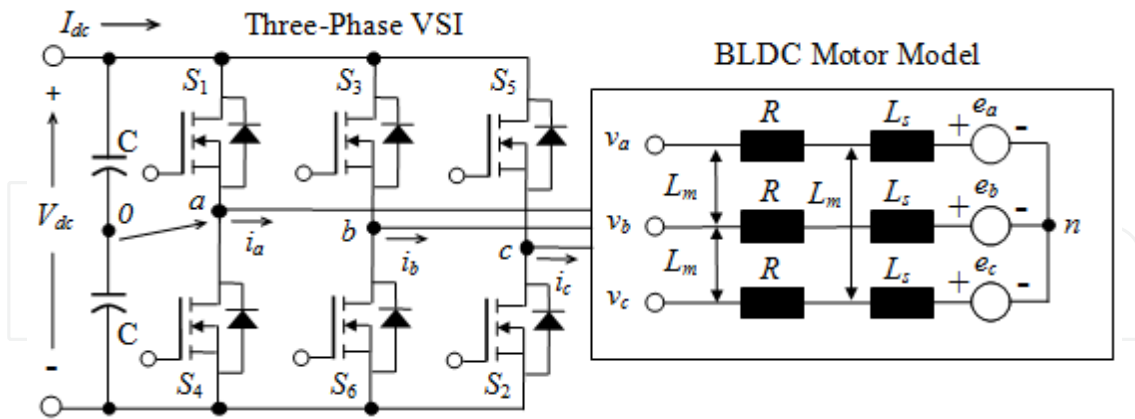 I_dc
Three-Phase VSI
BLDC Motor Model
+
S_1
S_3
S_5
R
L_s
+
e_a
-
v_a
C
V_dc
0
a
i_a
b
i_b
c
i_c
L_m
L_m
v_b
R
L_s
+
e_b
-
n
L_m
v_c
R
L_s
+
e_c
-
C
-
S_4
S_6
S_2